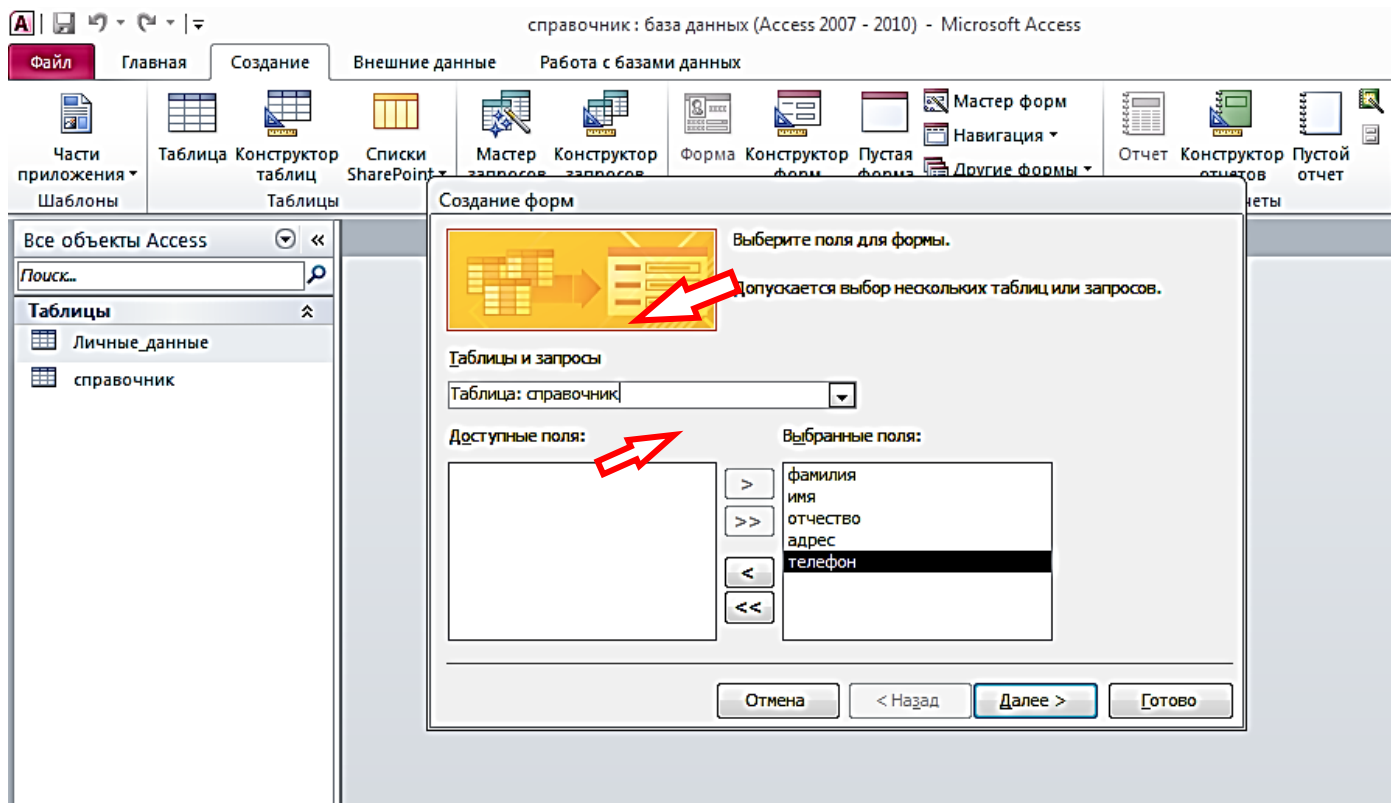 справочник : база данных (Access 2007 - 2010) - Microsoft Access
Файл Главная Создание Внешние данные Работа с базами данных
Части приложения
Таблица
Конструктор таблиц
Списки SharePoint
Мастер запросов
Конструктор запросов
Форма
Конструктор форм
Пустая форма
Мастер форм
Навигация
Другие формы
Отчет
Конструктор отчетов
Пустой отчет
Шаблоны
Таблицы
Все объекты Access
Поиск...
Таблицы
Личные_данные
справочник
Создание форм
Выберите поля для формы.
Допускается выбор нескольких таблиц или запросов.
Таблицы и запросы
Таблица: справочник
Доступные поля:
Выбранные поля:
фамилия
имя
отчество
адрес
телефон
>
>>
<
<<
Отмена
< Назад
Далее >
Готово